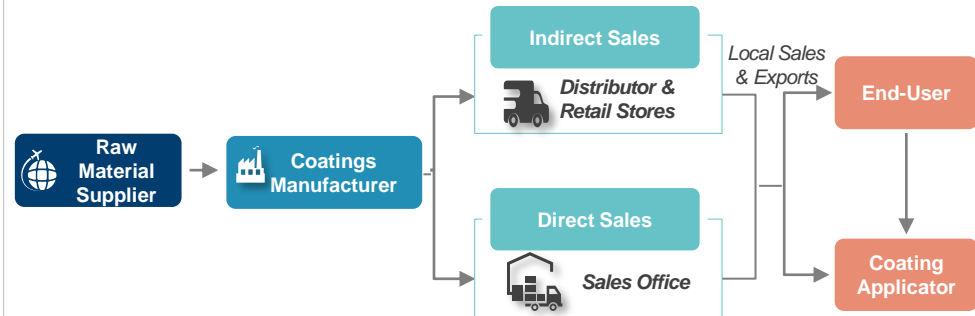 Raw
Material
Supplier
Coatings
Manufacturer
Indirect Sales
Distributor &
Retail Stores
Direct Sales
Sales Office
Local Sales
& Exports
End-User
Coating
Applicator